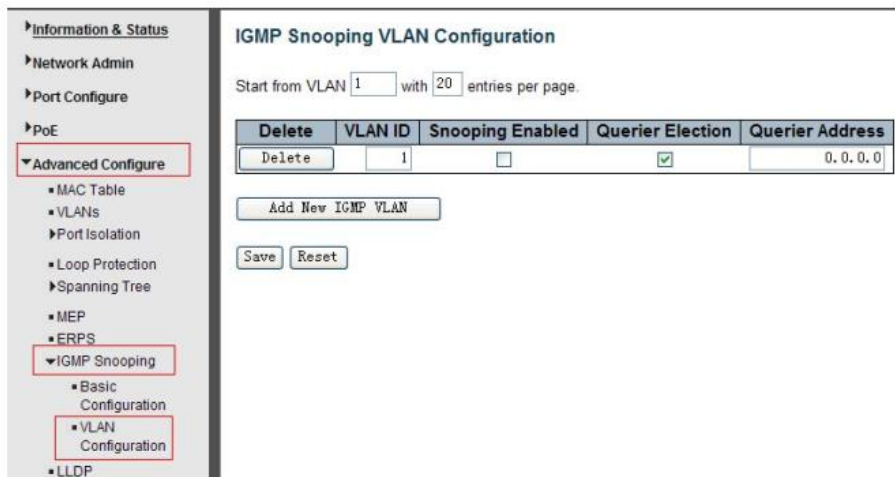 Information & Status
Network Admin
Port Configure
PoE
Advanced Configure
MAC Table
VLANs
Port Isolation
Loop Protection
Spanning Tree
MEP
ERPS
IGMP Snooping
Basic
Configuration
VLAN
Configuration
LLDP
IGMP Snooping VLAN Configuration
Start from VLAN 1 with 20 entries per page.
Delete VLAN ID Snooping Enabled Querier Election Querier Address
Delete 1 0.0.0.0
Add New IGMP VLAN
Save Reset